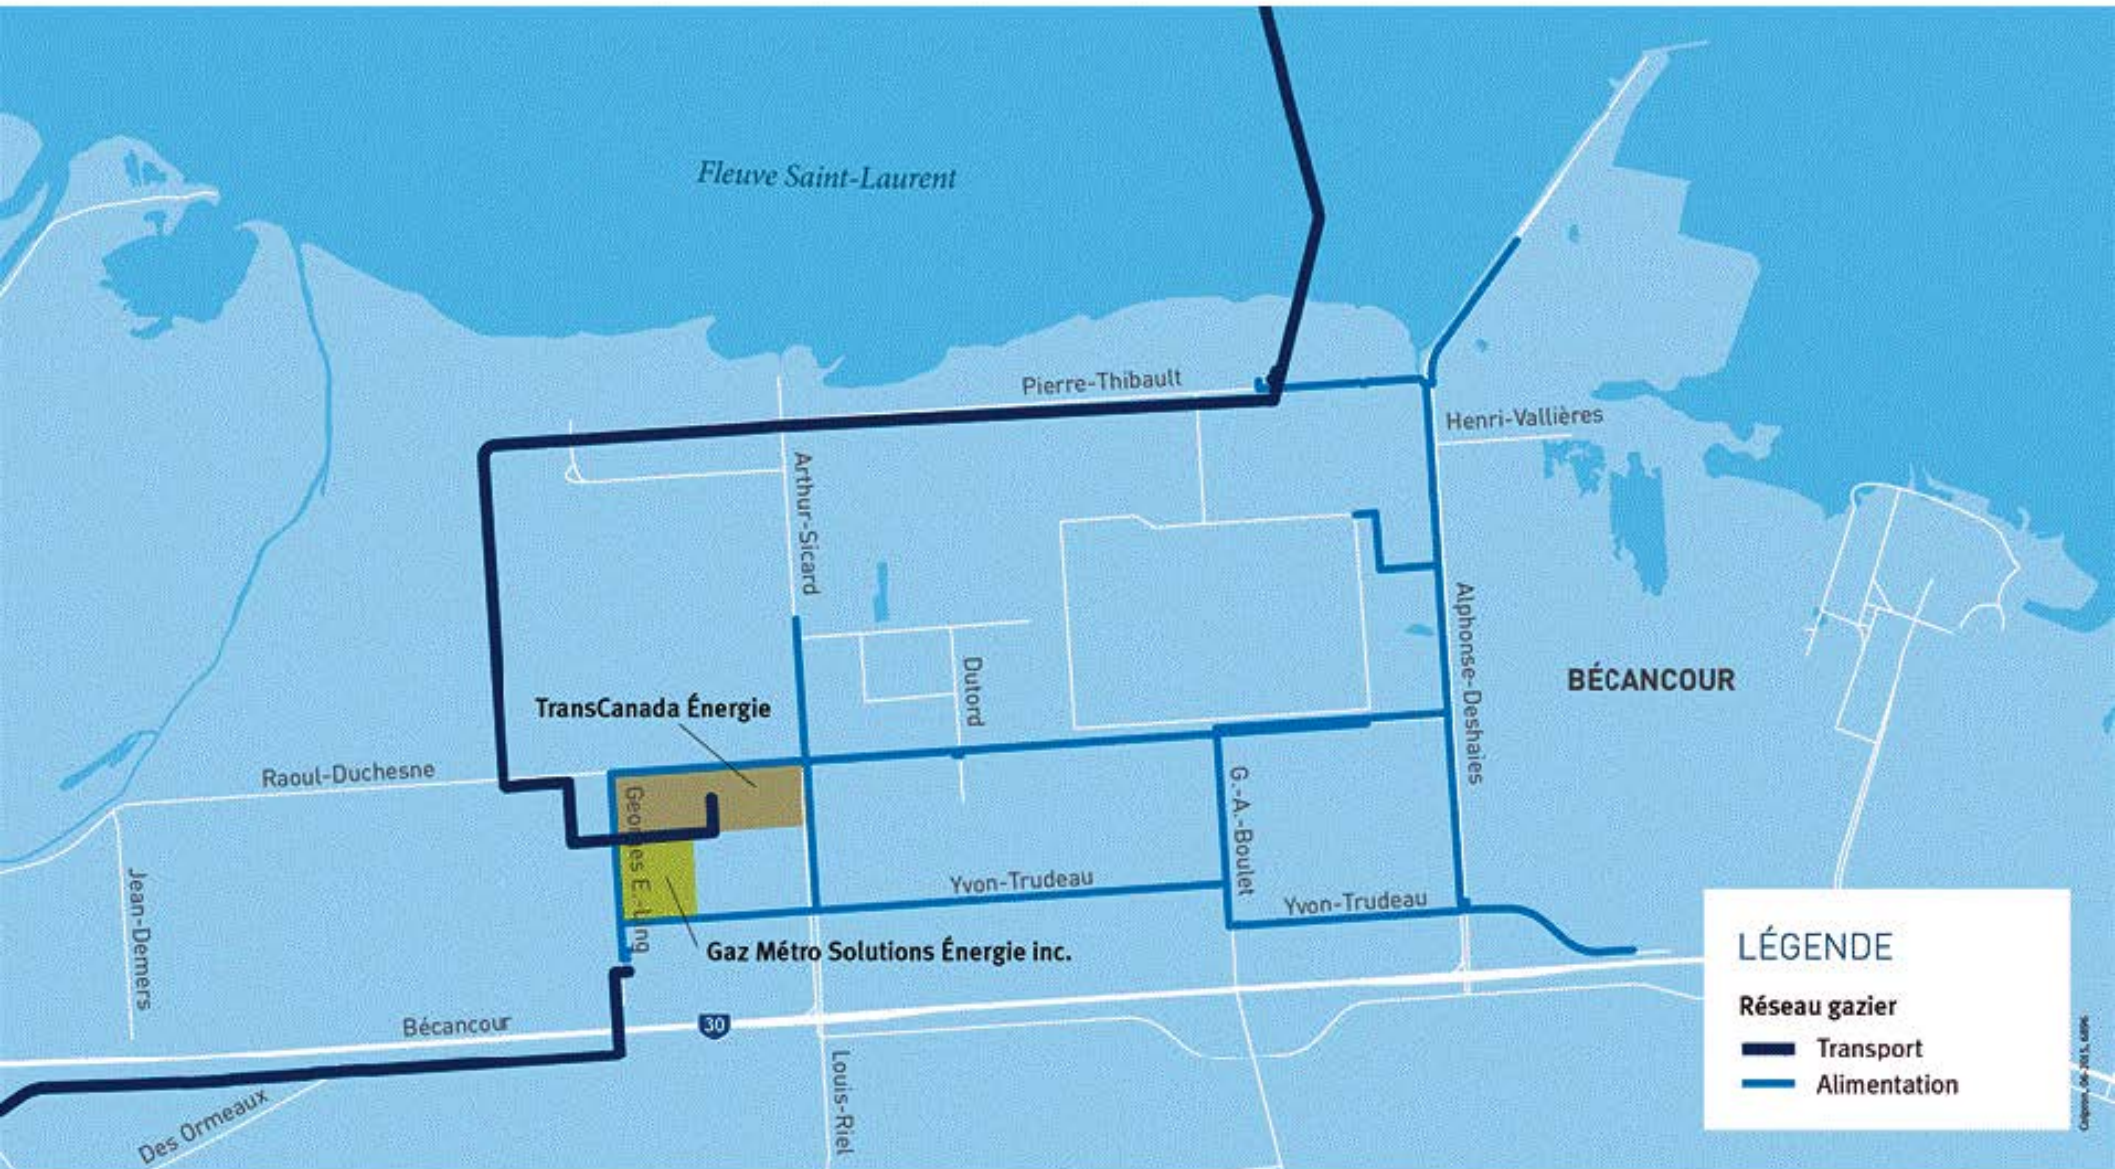 Fleuve Saint-Laurent
Pierre-Thibault
Henri-Vallières
Arthur-Sicard
Alphonse-Deshaies
Dutord
BÉCANCOUR
TransCanada Énergie
Raoul-Duchesne
G.-A.-Boulet
Jean-Demers
Yvon-Trudeau
Yvon-Trudeau
Gaz Métro Solutions Énergie inc.
Bécancour
30
Louis-Riel
Des Ormeaux
LÉGENDE
Réseau gazier
Transport
Alimentation